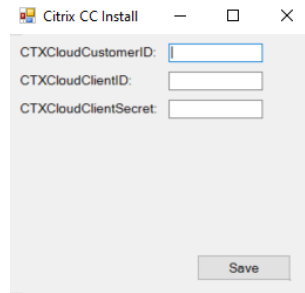 Citrix CC Install
CTXCloudCustomerID:
CTXCloudClientID:
CTXCloudClientSecret:
Save